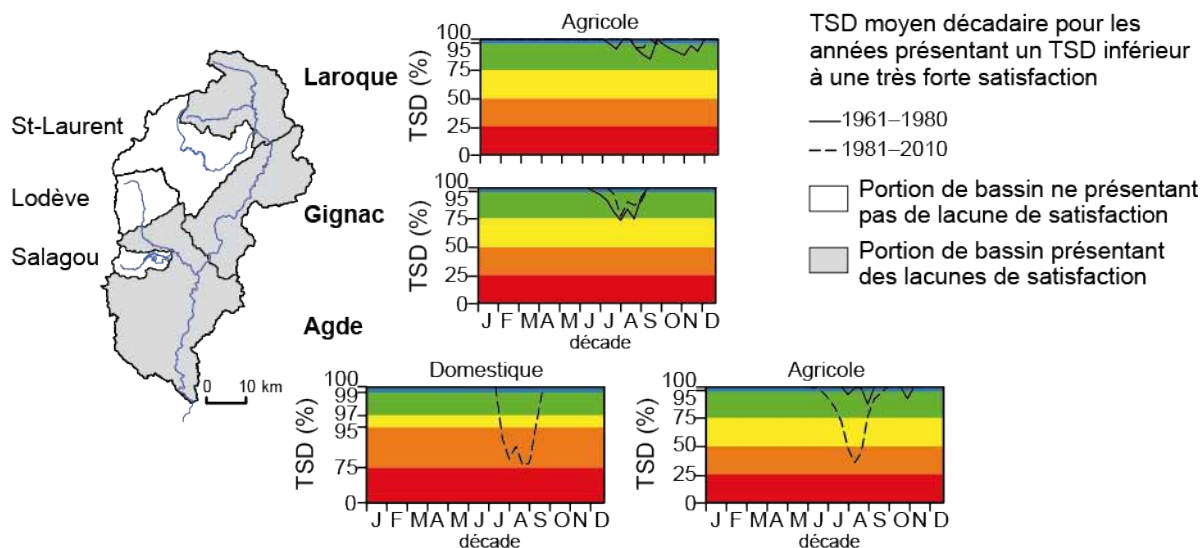 St-Laurent
Lodève
Salagou
0 10 km
Laroque
Agricole
TSD (%)
100
95
75
50
25
0
J F M A M J J A S O N D
Gignac
TSD (%)
100
95
75
50
25
0
J F M A M J J A S O N D
décade
Agde
Domestique
TSD (%)
100
99
97
95
75
0
J F M A M J J A S O N D
décade
Agricole
TSD (%)
100
95
75
50
25
0
J F M A M J J A S O N D
décade
TSD moyen décadaire pour les
années présentant un TSD inférieur
à une très forte satisfaction
1961–1980
1981–2010
Portion de bassin ne présentant
pas de lacune de satisfaction
Portion de bassin présentant
des lacunes de satisfaction